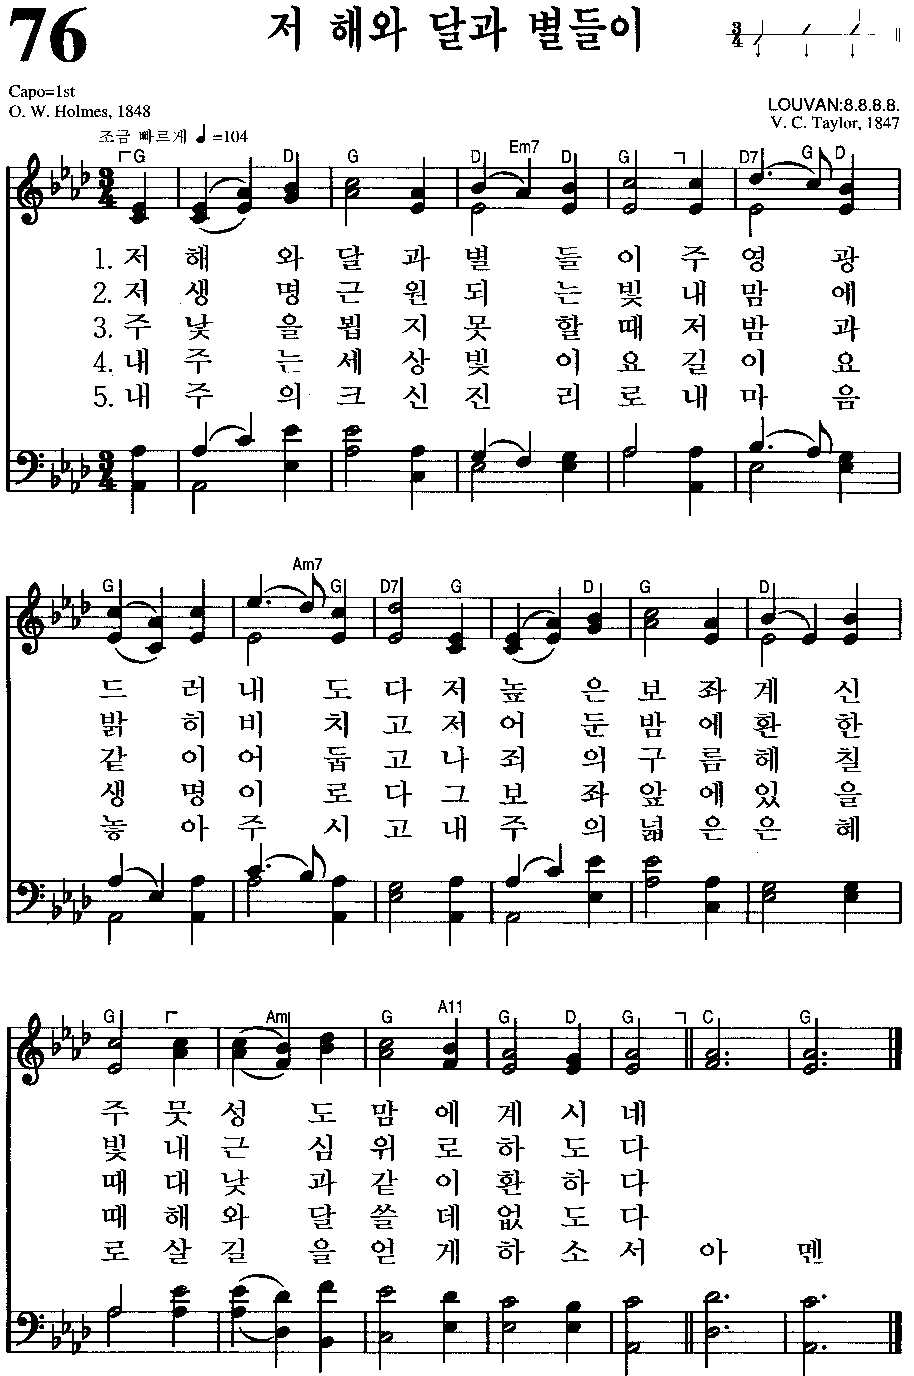 76
저 해와 달과 별들이
3 4
Capo=1st
O. W. Holmes, 1848
LOUVAN:8.8.8.8.
V. C. Taylor, 1847
조금 빠르게 ♩=104
G D G D Em7 D G D7 G D
1. 저 해 와 달 과 별 들 이 주 영 광
2. 저 생 명 근 원 되 는 빛 내 맘 에
3. 주 낯 을 뵙 지 못 할 때 저 밤 과
4. 내 주 는 세 상 빛 이 요 길 이 요
5. 내 주 의 크 신 진 리 로 내 마 음
G Am7 G D7 G D G D
드 러 내 도 다 저 높 은 보 좌 계 신
밝 히 비 치 고 저 어 둔 밤 에 환 한
같 이 어 둡 고 나 죄 의 구 름 헤 칠
생 명 이 로 다 그 보 좌 앞 에 있 을
놓 아 주 시 고 내 주 의 넓 은 은 혜
G Am G A11 G D G C G
주 뭇 성 도 맘 에 계 시 네
빛 내 근 심 위 로 하 도 다
때 대 낮 과 같 이 환 하 다
때 해 와 달 쓸 데 없 도 다
로 살 길 을 얻 게 하 소 서 아 멘